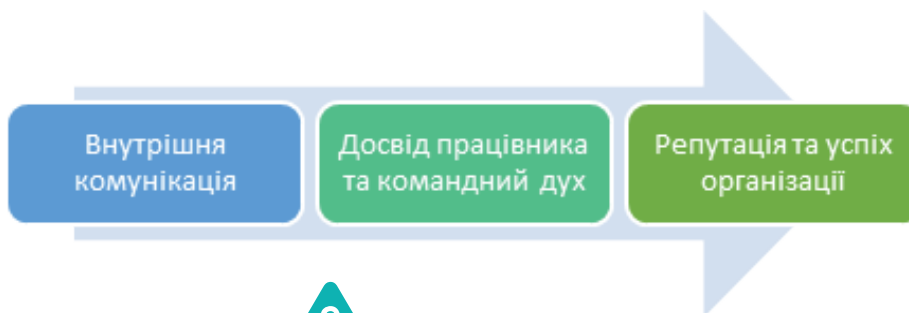 Внутрішня
комунікація
Досвід працівника
та командний дух
Репутація та успіх
організації